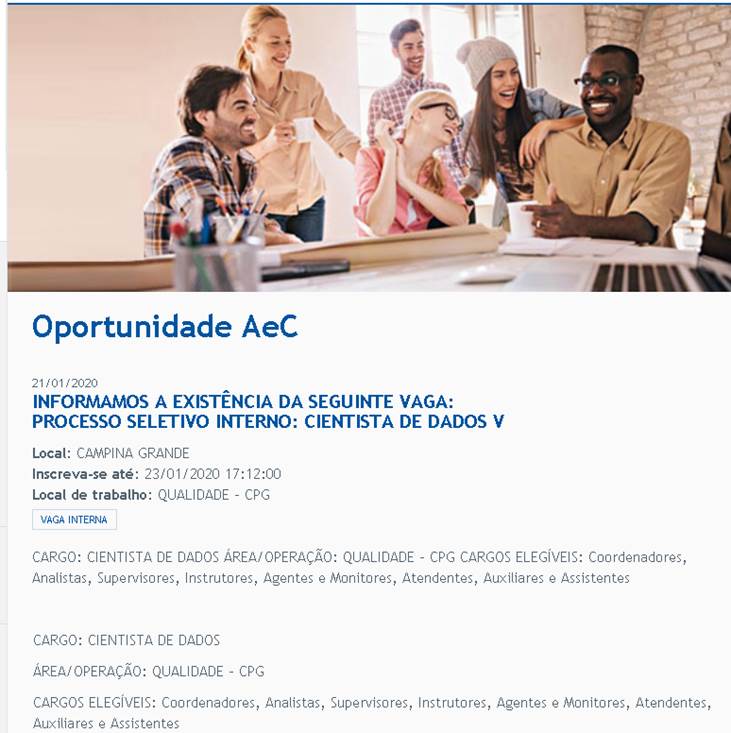 Oportunidade AeC
21/01/2020
INFORMAMOS A EXISTÊNCIA DA SEGUINTE VAGA:
PROCESSO SELETIVO INTERNO: CIENTISTA DE DADOS V
Local: CAMPINA GRANDE
Inscreva-se até: 23/01/2020 17:12:00
Local de trabalho: QUALIDADE - CPG
VAGA INTERNA
CARGO: CIENTISTA DE DADOS ÁREA/OPERAÇÃO: QUALIDADE - CPG CARGOS ELEGÍVEIS: Coordenadores,
Analistas, Supervisores, Instrutores, Agentes e Monitores, Atendentes, Auxiliares e Assistentes
CARGO: CIENTISTA DE DADOS
ÁREA/OPERAÇÃO: QUALIDADE - CPG
CARGOS ELEGÍVEIS: Coordenadores, Analistas, Supervisores, Instrutores, Agentes e Monitores, Atendentes,
Auxiliares e Assistentes